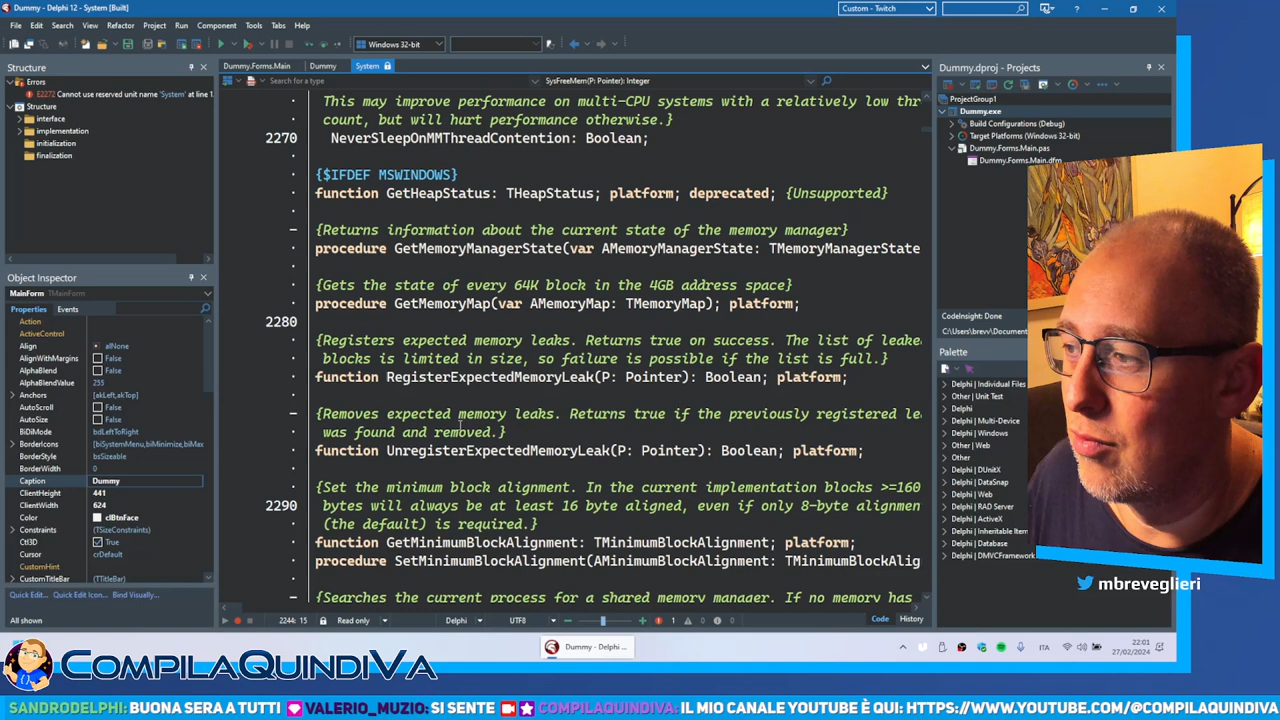 Dummy - Delphi 12 - System [Built]
Custom - Twitch
File Edit Search View Refactor Project Run Component Tools Tabs Help
Windows 32-bit
Structure
Errors
E2272 Cannot use reserved unit name 'System' at line 1
Structure
interface
implementation
initialization
finalization
Object Inspector
MainForm TMainForm
Properties Events
Action
ActiveControl
Align alNone
AlignWithMargins False
AlphaBlend False
AlphaBlendValue 255
Anchors [akLeft,akTop]
AutoScroll False
AutoSize False
BiDiMode bdLeftToRight
BorderIcons [biSystemMenu,biMinimize,biMax
BorderStyle bsSizeable
BorderWidth 0
Caption Dummy
ClientHeight 441
ClientWidth 624
Color clBtnFace
Constraints (TSizeConstraints)
Ctl3D True
Cursor crDefault
CustomHint
CustomTitleBar (TTitleBar)
Quick Edit... Quick Edit Icon... Bind Visually...
All shown
Dummy.Forms.Main Dummy System
Search for a type SysFreeMem(P: Pointer): Integer
This may improve performance on multi-CPU systems with a relatively low thr
count, but will hurt performance otherwise.}
2270 NeverSleepOnMMThreadContention: Boolean;
{$IFDEF MSWINDOWS}
function GetHeapStatus: THeapStatus; platform; deprecated; {Unsupported}
{Returns information about the current state of the memory manager}
procedure GetMemoryManagerState(var AMemoryManagerState: TMemoryManagerState
{Gets the state of every 64K block in the 4GB address space}
procedure GetMemoryMap(var AMemoryMap: TMemoryMap); platform;
2280
{Registers expected memory leaks. Returns true on success. The list of leake
blocks is limited in size, so failure is possible if the list is full.}
function RegisterExpectedMemoryLeak(P: Pointer): Boolean; platform;
{Removes expected memory leaks. Returns true if the previously registered le
was found and removed.}
function UnregisterExpectedMemoryLeak(P: Pointer): Boolean; platform;
{Set the minimum block alignment. In the current implementation blocks >=160
2290 bytes will always be at least 16 byte aligned, even if only 8-byte alignmen
(the default) is required.}
function GetMinimumBlockAlignment: TMinimumBlockAlignment; platform;
procedure SetMinimumBlockAlignment(AMinimumBlockAlignment: TMinimumBlockAlig
{Searches the current process for a shared memory manager. If no memory has
2244: 15 Read only Delphi UTF8 1 0 0 Code History
Dummy.dproj - Projects
ProjectGroup1
Dummy.exe
Build Configurations (Debug)
Target Platforms (Windows 32-bit)
Dummy.Forms.Main.pas
Dummy.Forms.Main.dfm
CodeInsight: Done
C:\Users\brevv\Document
Palette
Delphi | Individual Files
Other | Unit Test
Delphi
Delphi | Multi-Device
Delphi | Windows
Web
Other
Delphi | DUnitX
Delphi | DataSnap
Delphi | Web
Delphi | RAD Server
Delphi | ActiveX
Delphi | Inheritable Item
Delphi | Database
Delphi | DMVCFramewor
mbreveglieri
Dummy - Delphi ...
ITA
22:01
27/02/2024
COMPILAQUINDIVA
SANDRODELPHI: BUONA SERA A TUTTI VALERIO_MUZIO: SI SENTE COMPILAQUINDIVA: IL MIO CANALE YOUTUBE È QUI: HTTPS://WWW.YOUTUBE.COM/@COMPILAQUINDIVA